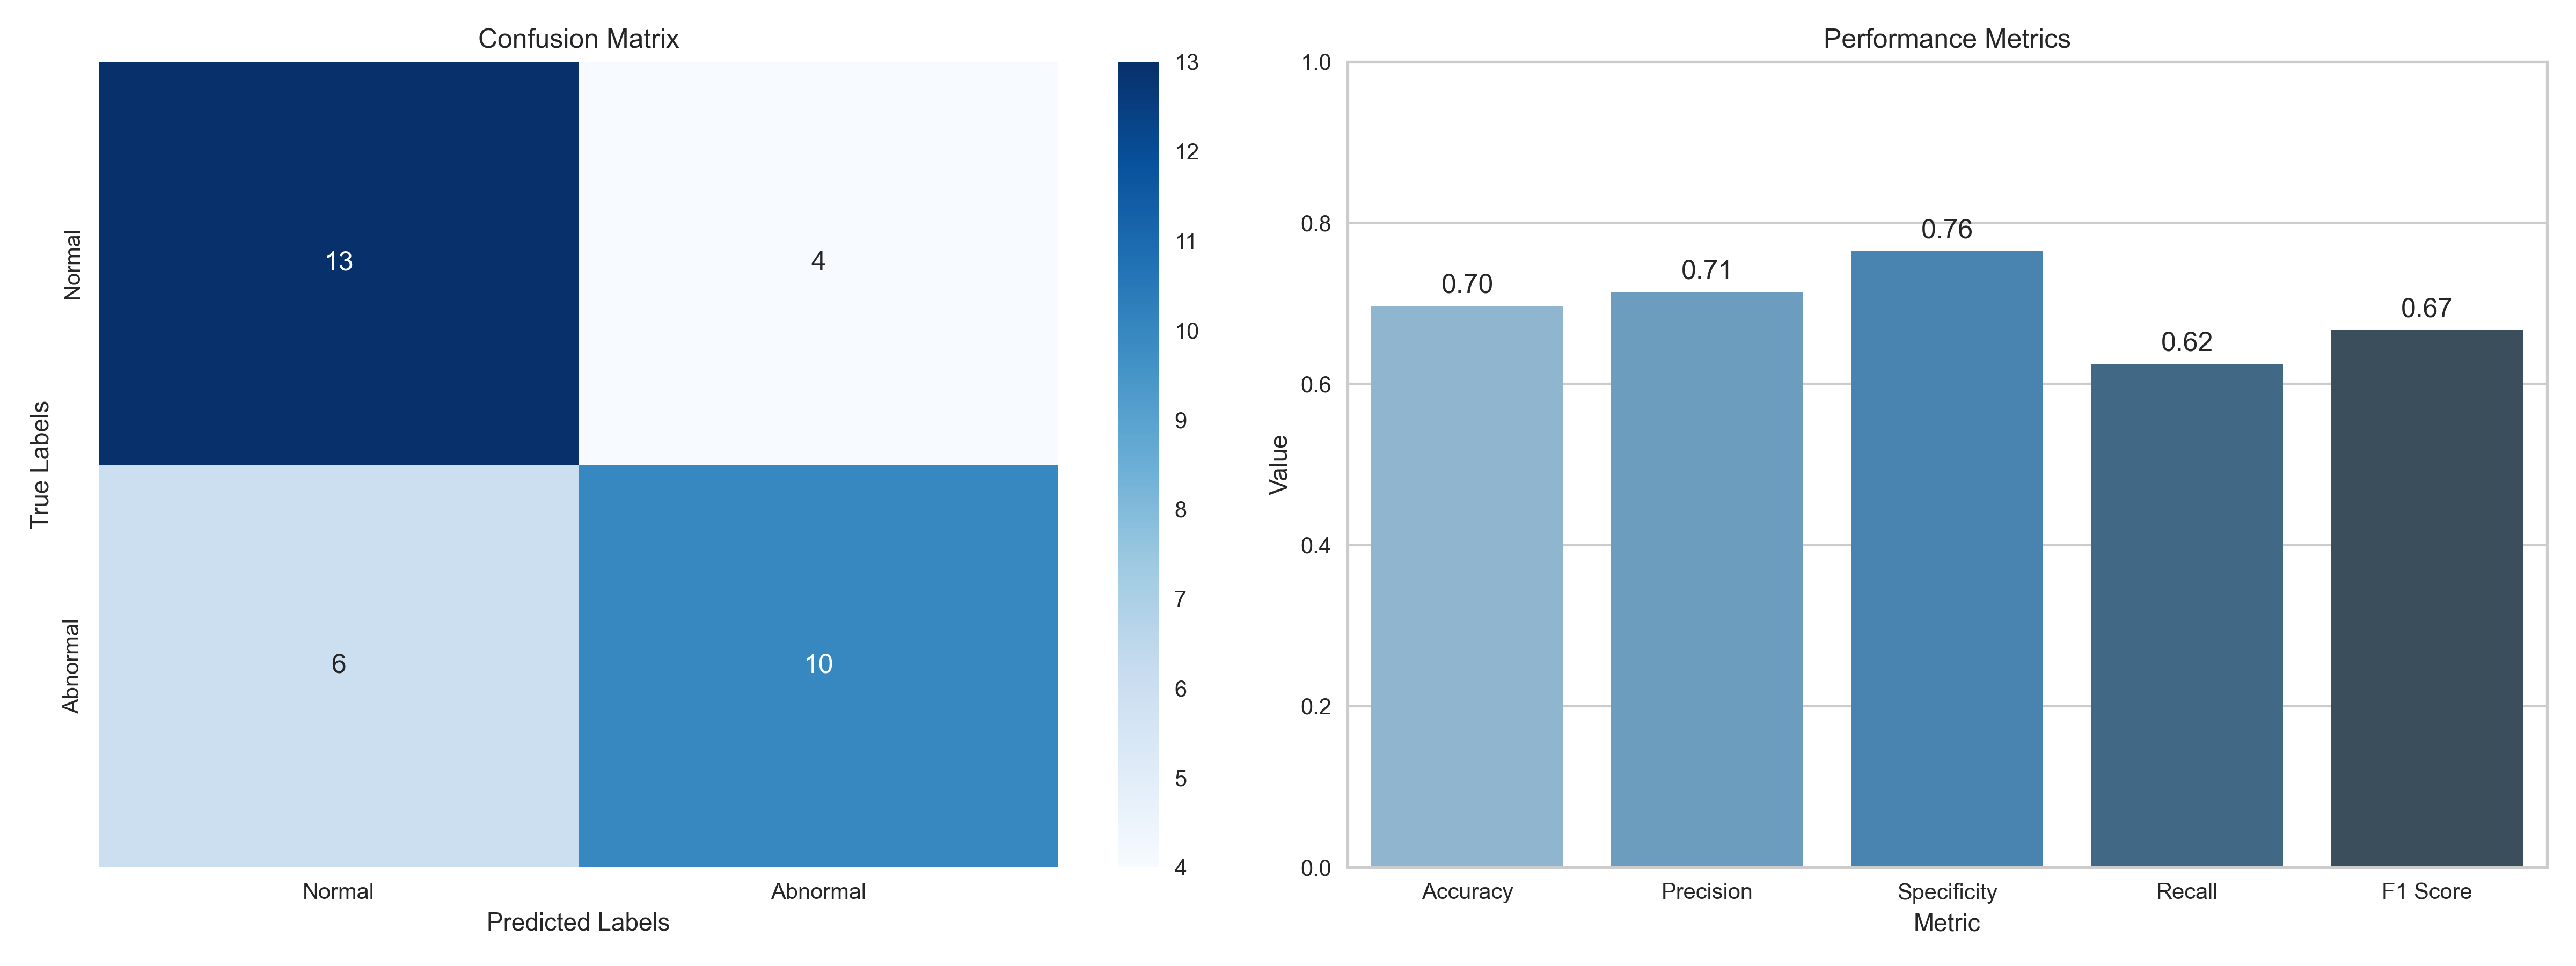 Confusion Matrix
True Labels
Normal
Abnormal
13
4
6
10
Normal
Abnormal
Predicted Labels
13
12
11
10
9
8
7
6
5
4
Performance Metrics
Value
1.0
0.8
0.6
0.4
0.2
0.0
0.70
0.71
0.76
0.62
0.67
Accuracy
Precision
Specificity
Recall
F1 Score
Metric